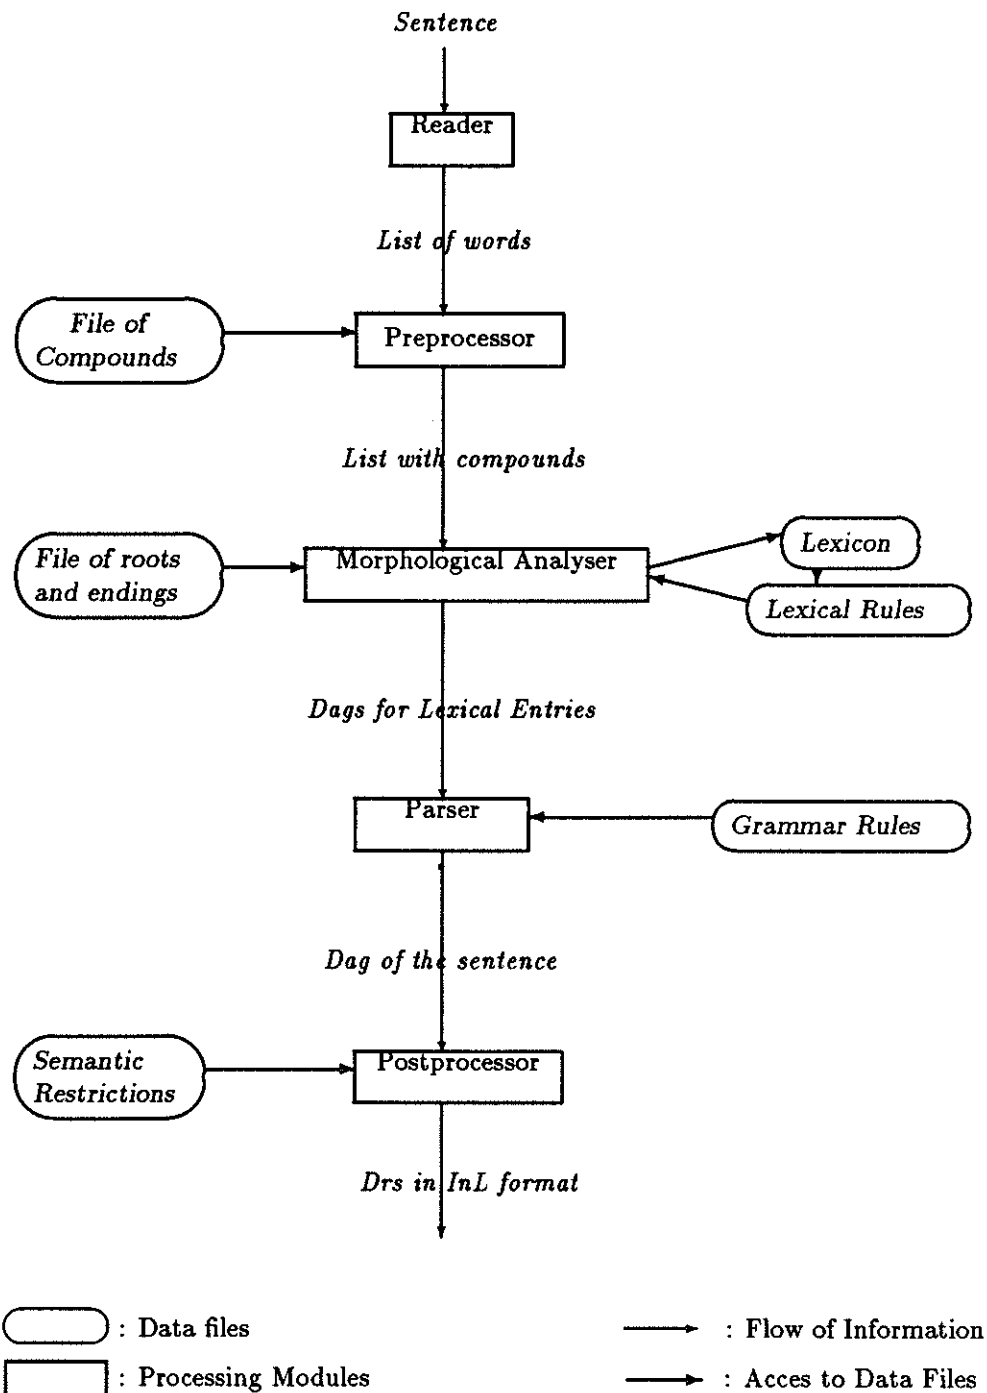 Sentence
Reader
List of words
File of
Compounds
Preprocessor
List with compounds
File of roots
and endings
Morphological Analyser
Lexicon
Lexical Rules
Dags for Lexical Entries
Parser
Grammar Rules
Dag of the sentence
Semantic
Restrictions
Postprocessor
Drs in InL format
: Data files
: Flow of Information
: Processing Modules
: Acces to Data Files